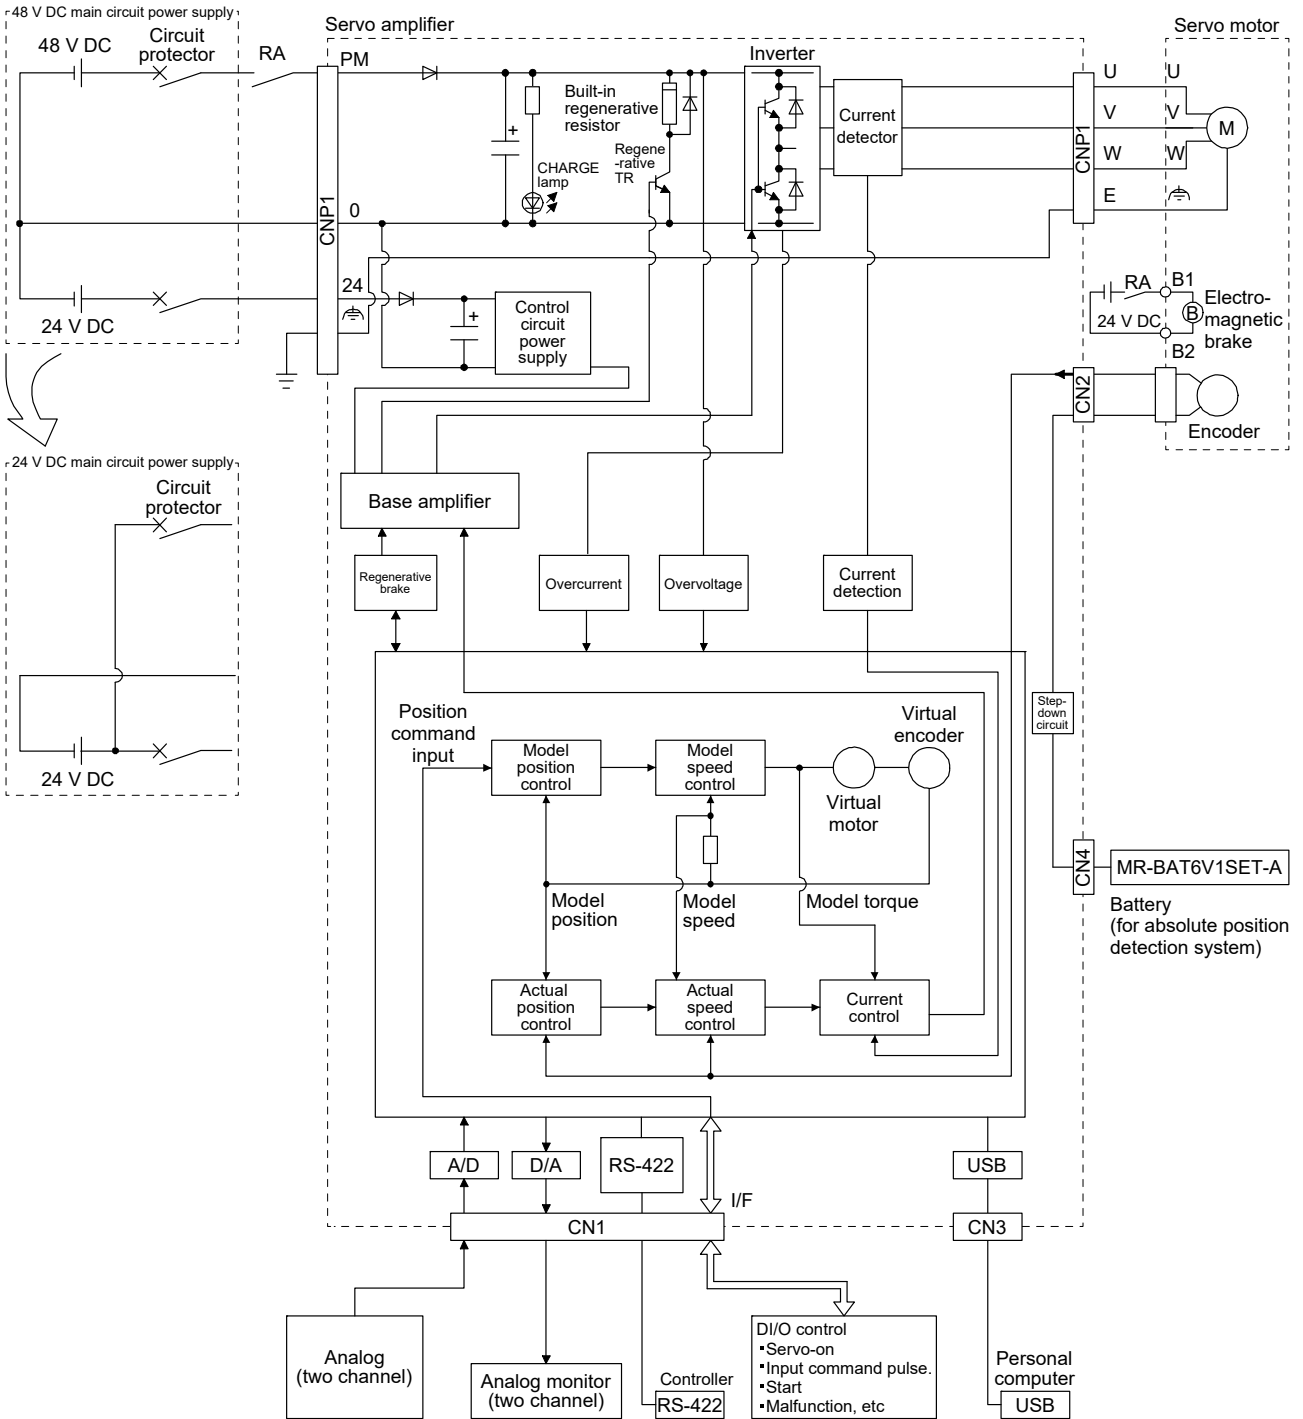 48 V DC main circuit power supply
48 V DC
Circuit
protector
RA
24 V DC
24 V DC main circuit power supply
Circuit
protector
24 V DC
Servo amplifier
PM
CNP1
0
24
+
CHARGE
lamp
Built-in
regenerative
resistor
Regene
-rative
TR
Inverter
Current
detector
+
Control
circuit
power
supply
CNP1
U
V
W
E
Servo motor
U
V
W
M
RA
24 V DC
B1
B
B2
Electro-
magnetic
brake
CN2
Encoder
Base amplifier
Regenerative
brake
Overcurrent
Overvoltage
Current
detection
Step-
down
circuit
Position
command
input
Model
position
control
Model
speed
control
Virtual
motor
Virtual
encoder
Model
position
Model
speed
Model torque
Actual
position
control
Actual
speed
control
Current
control
CN4
MR-BAT6V1SET-A
Battery
(for absolute position
detection system)
A/D
D/A
RS-422
I/F
USB
CN1
CN3
Analog
(two channel)
Analog monitor
(two channel)
Controller
RS-422
DI/O control
▪Servo-on
▪Input command pulse.
▪Start
▪Malfunction, etc
Personal
computer
USB